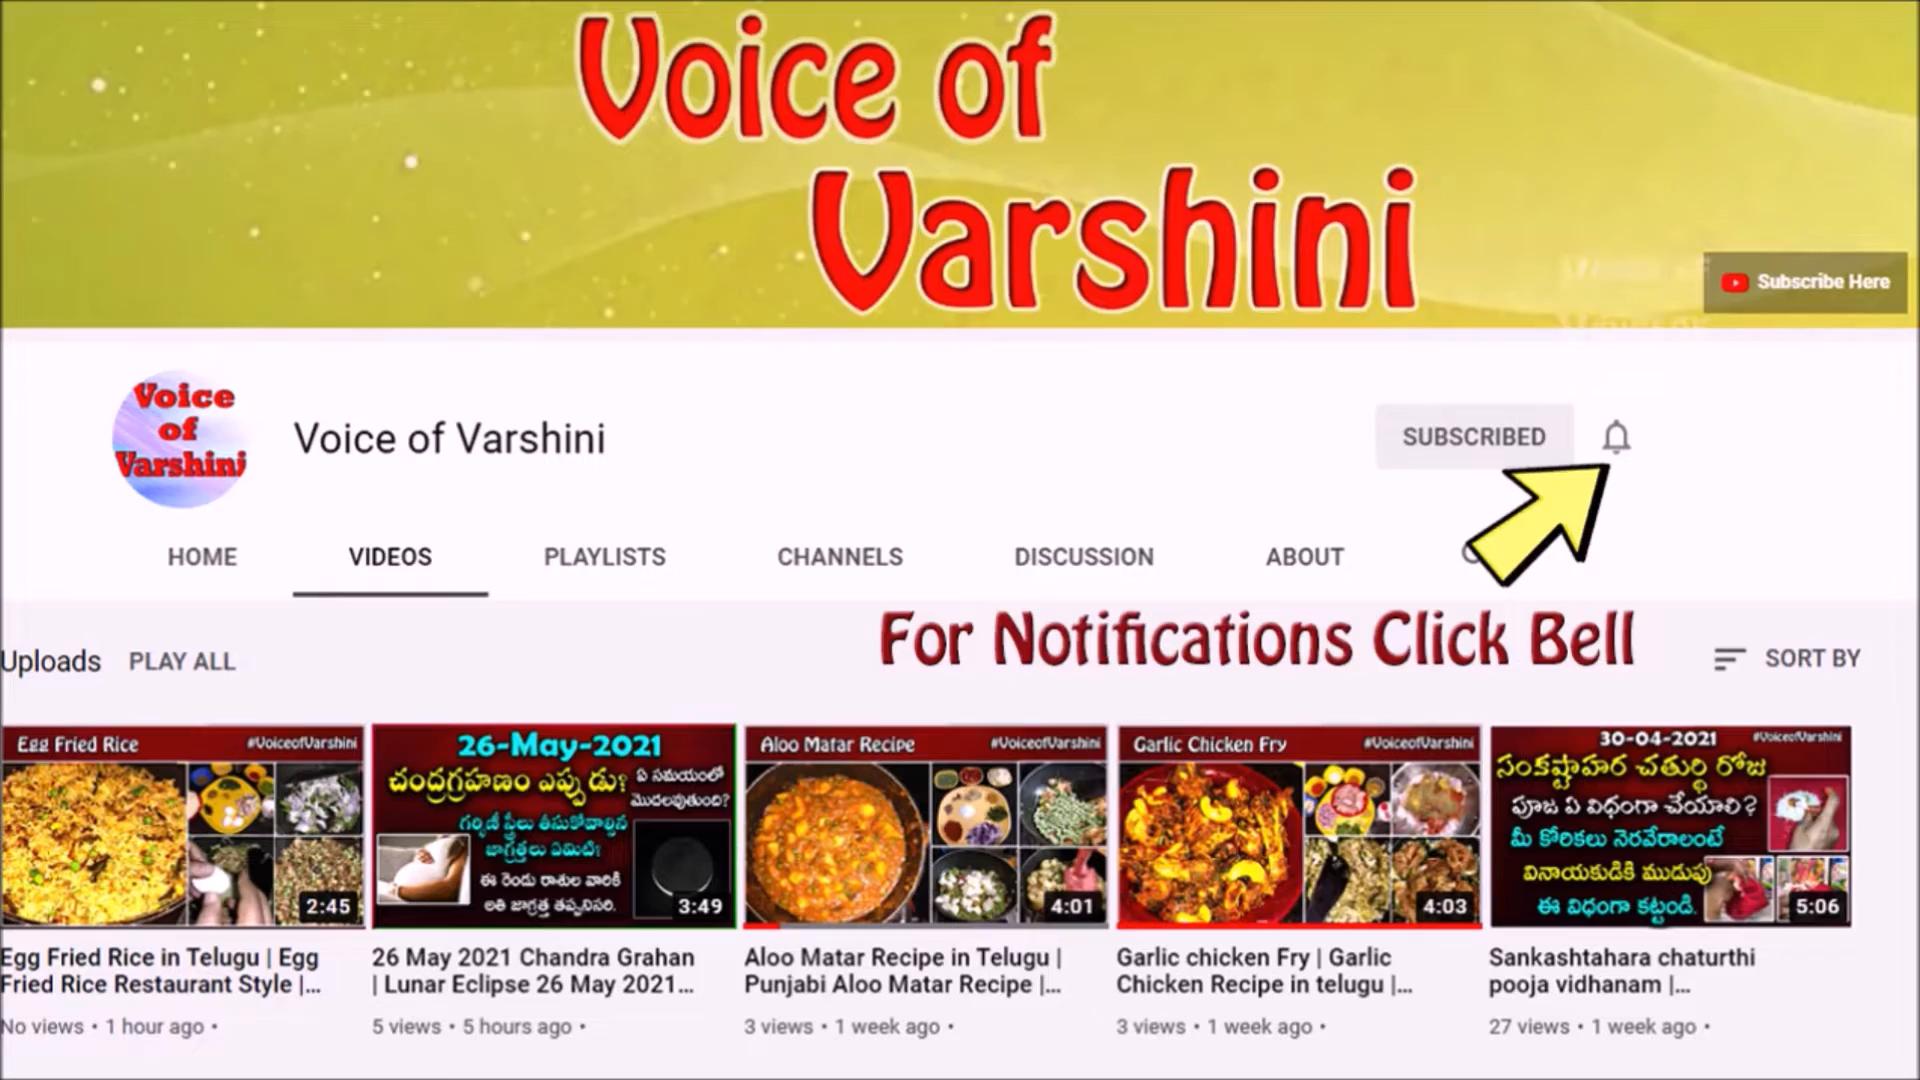 Voice of
Varshini
Subscribe Here
Voice
of
Varshini
Voice of Varshini
SUBSCRIBED
HOME
VIDEOS
PLAYLISTS
CHANNELS
DISCUSSION
ABOUT
For Notifications Click Bell
Uploads
PLAY ALL
SORT BY
Egg Fried Rice
#VoiceofVarshini
2:45
26-May-2021
చంద్రగ్రహణం ఎప్పుడు?
ఏ సమయంలో
మొదలవుతుంది?
గర్భిణీ స్త్రీలు తీసుకోవాల్సిన
జాగ్రత్తలు ఏమిటి?
ఈ రెండు రాశుల వారికి
అతి జాగ్రత్త తప్పనిసరి.
3:49
Aloo Matar Recipe
#VoiceofVarshini
4:01
Garlic Chicken Fry
#VoiceofVarshini
4:03
30-04-2021
#VoiceofVarshini
సంకష్టాహర చతుర్థి రోజు
పూజ ఏ విధంగా చేయాలి?
మీ కోరికలు నెరవేరాలంటే
వినాయకుడికి ముడుపు
ఈ విధంగా కట్టండి.
5:06
Egg Fried Rice in Telugu | Egg
Fried Rice Restaurant Style |...
No views • 1 hour ago •
26 May 2021 Chandra Grahan
| Lunar Eclipse 26 May 2021...
5 views • 5 hours ago •
Aloo Matar Recipe in Telugu |
Punjabi Aloo Matar Recipe |...
3 views • 1 week ago •
Garlic chicken Fry | Garlic
Chicken Recipe in telugu |...
3 views • 1 week ago •
Sankashtahara chaturthi
pooja vidhanam |...
27 views • 1 week ago •